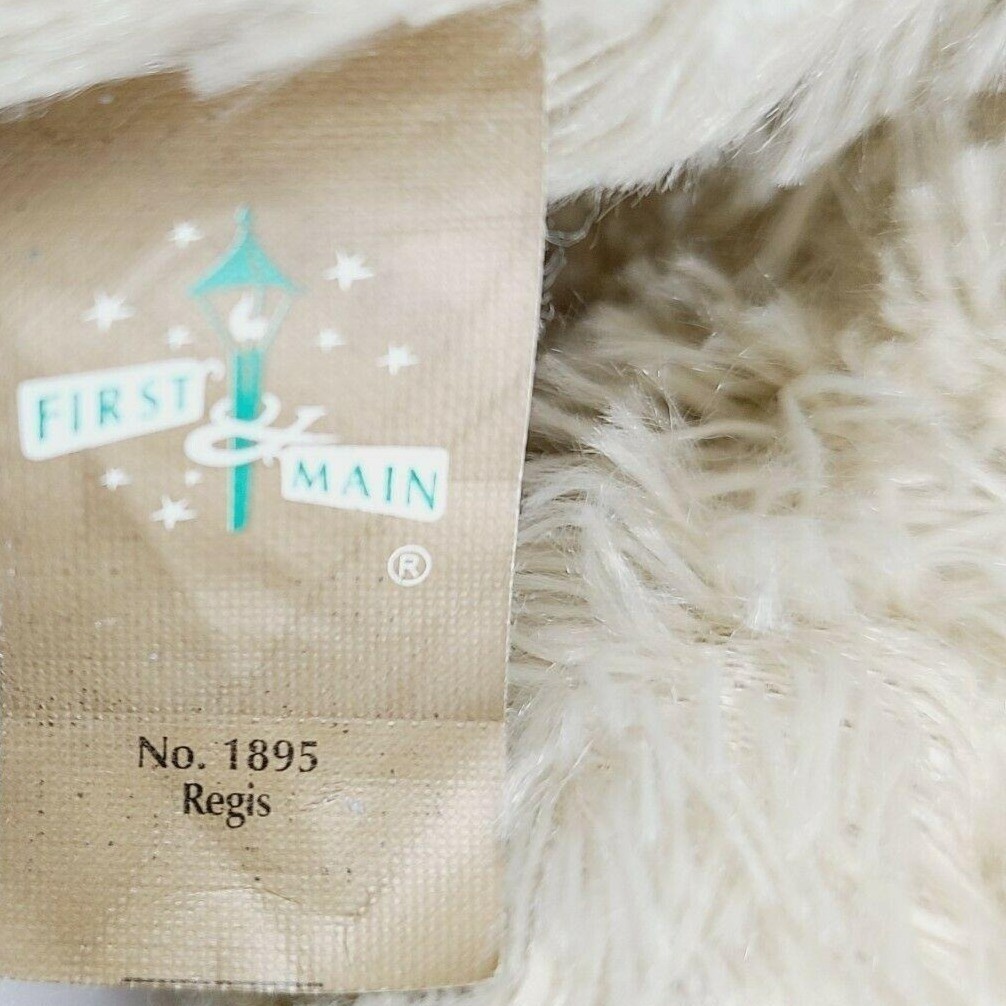 FIRST
&
MAIN
®
No. 1895
Regis